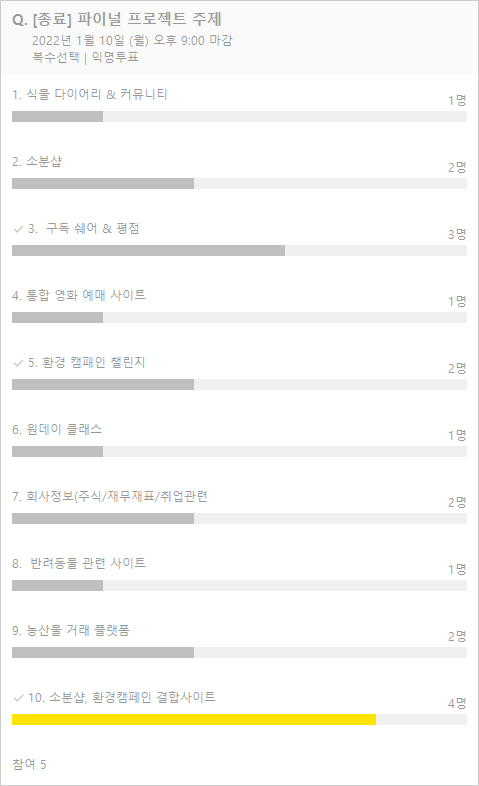 Q. [종료] 파이널 프로젝트 주제
2022년 1월 10일 (월) 오후 9:00 마감
복수선택 | 익명투표
1. 식물 다이어리 & 커뮤니티
1명
2. 소분샵
2명
3. 구독 쉐어 & 평점
3명
4. 통합 영화 예매 사이트
1명
5. 환경 캠패인 챌린지
2명
6. 원데이 클래스
1명
7. 회사정보(주식/재무재표/취업관련
2명
8. 반려동물 관련 사이트
1명
9. 농산물 거래 플랫폼
2명
10. 소분샵, 환경캠페인 결합사이트
4명
참여 5